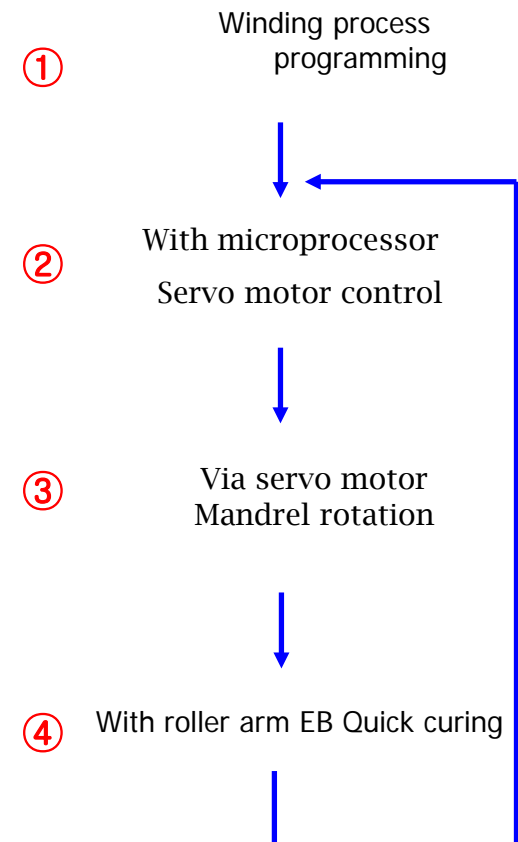 Winding process
① programming
With microprocessor
② Servo motor control
③ Via servo motor
Mandrel rotation
④ With roller arm EB Quick curing